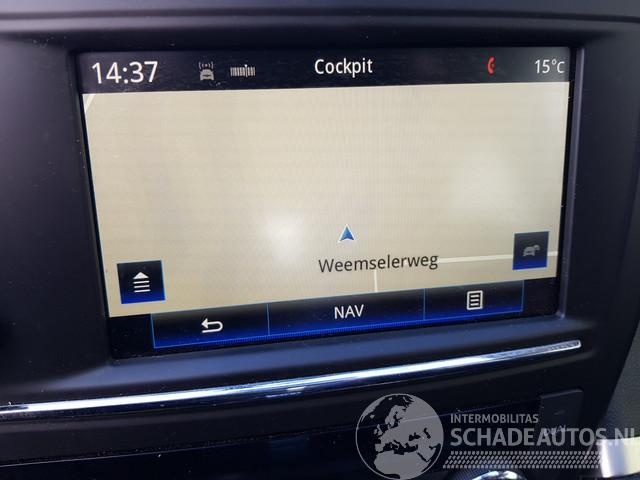 14:37 Cockpit 15°C
Weemselerweg
NAV
INTERMOBILITAS
SCHADEAUTOS.NL